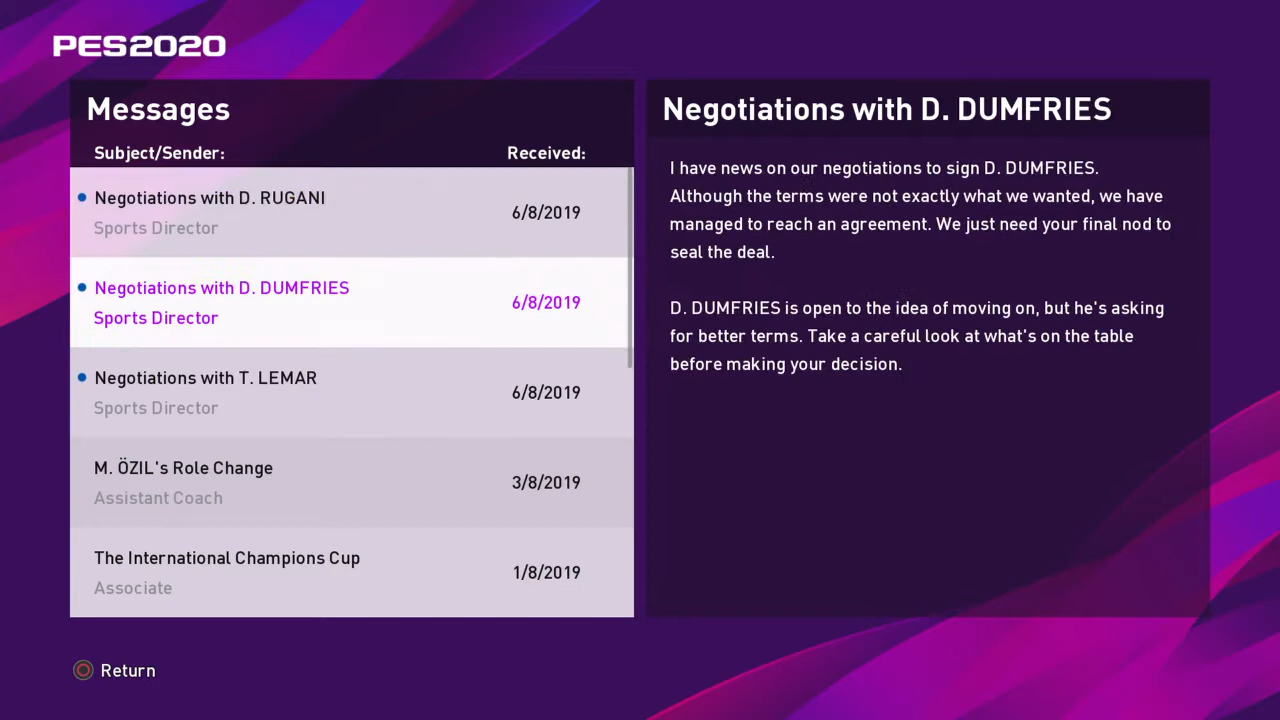 PES2020
Messages
Subject/Sender: Received:
Negotiations with D. RUGANI
Sports Director
6/8/2019
Negotiations with D. DUMFRIES
Sports Director
6/8/2019
Negotiations with T. LEMAR
Sports Director
6/8/2019
M. ÖZIL's Role Change
Assistant Coach
3/8/2019
The International Champions Cup
Associate
1/8/2019
Negotiations with D. DUMFRIES
I have news on our negotiations to sign D. DUMFRIES.
Although the terms were not exactly what we wanted, we have
managed to reach an agreement. We just need your final nod to
seal the deal.
D. DUMFRIES is open to the idea of moving on, but he's asking
for better terms. Take a careful look at what's on the table
before making your decision.
Return